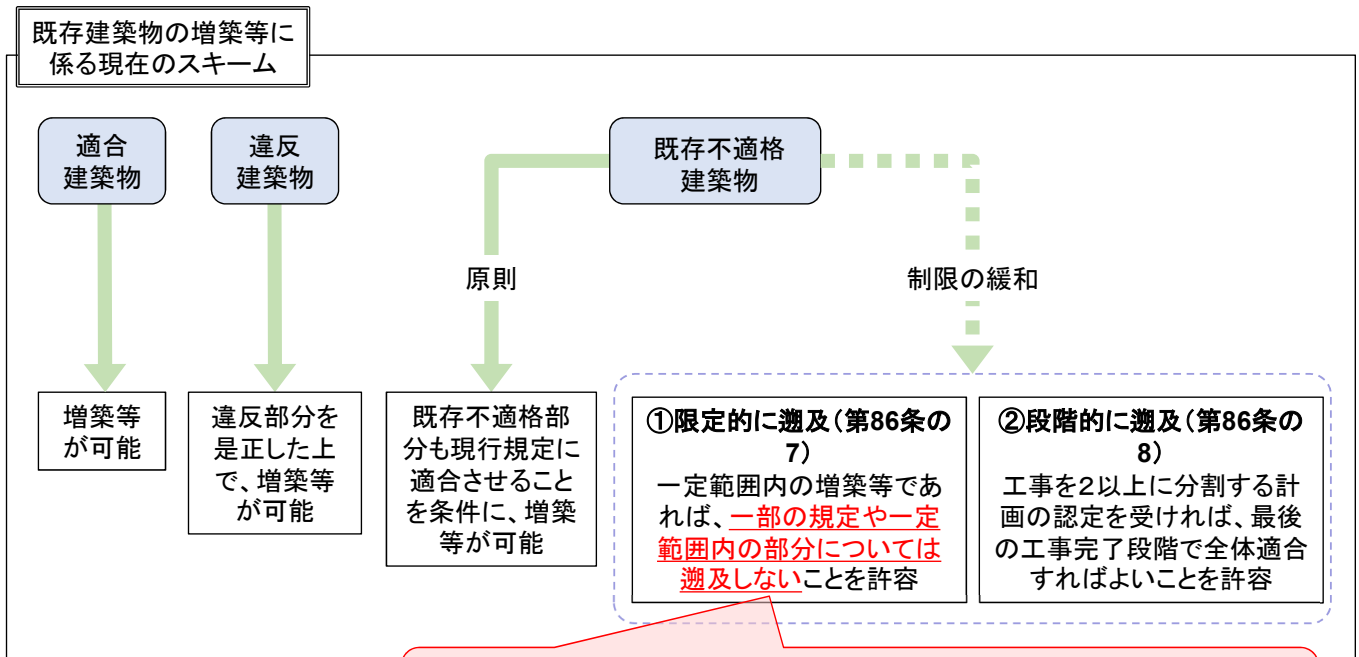 既存建築物の増築等に
係る現在のスキーム
適合
建築物
違反
建築物
既存不適格
建築物
原則
制限の緩和
増築等
が可能
違反部分を
是正した上
で、増築等
が可能
既存不適格部
分も現行規定に
適合させること
を条件に、増築
等が可能
①限定的に遡及(第86条の
7)
一定範囲内の増築等であ
れば、一部の規定や一定
範囲内の部分については
遡及しないことを許容
②段階的に遡及(第86条の
8)
工事を2以上に分割する計
画の認定を受ければ、最後
の工事完了段階で全体適合
すればよいことを許容